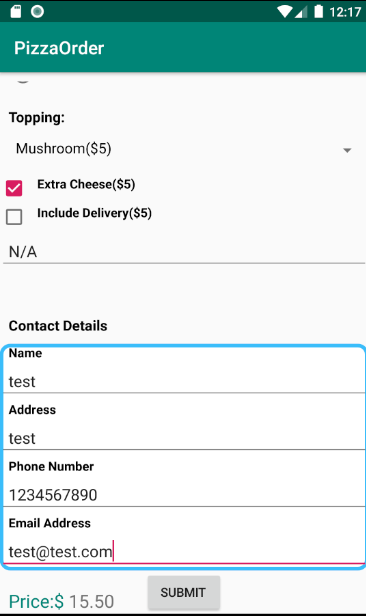 12:17
PizzaOrder
Topping:
Mushroom($5)
Extra Cheese($5)
Include Delivery($5)
N/A
Contact Details
Name
test
Address
test
Phone Number
1234567890
Email Address
test@test.com
Price:$ 15.50 SUBMIT